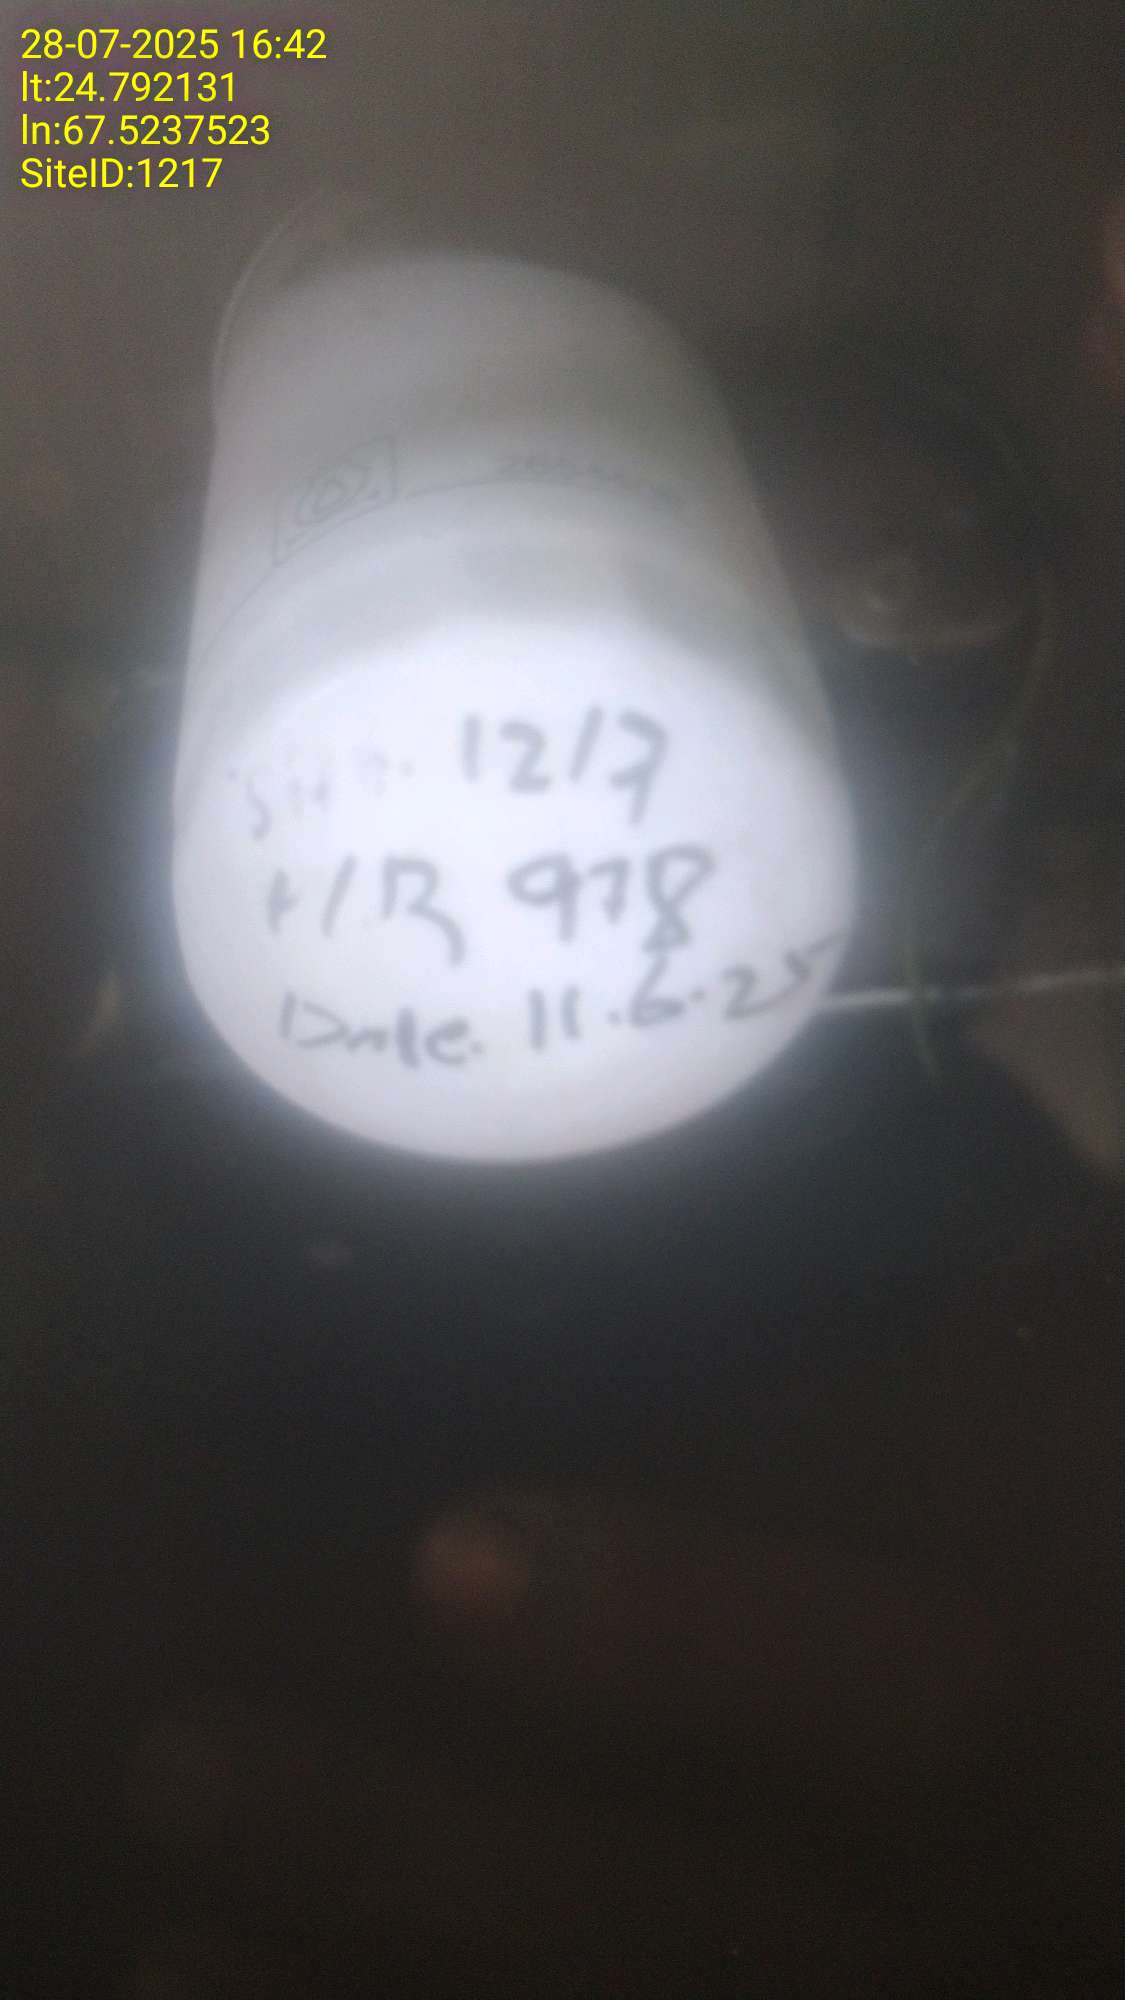 28-07-2025 16:42
lt:24.792131
ln:67.5237523
SiteID:1217
1217
H/R 978
Date. 11.6.25